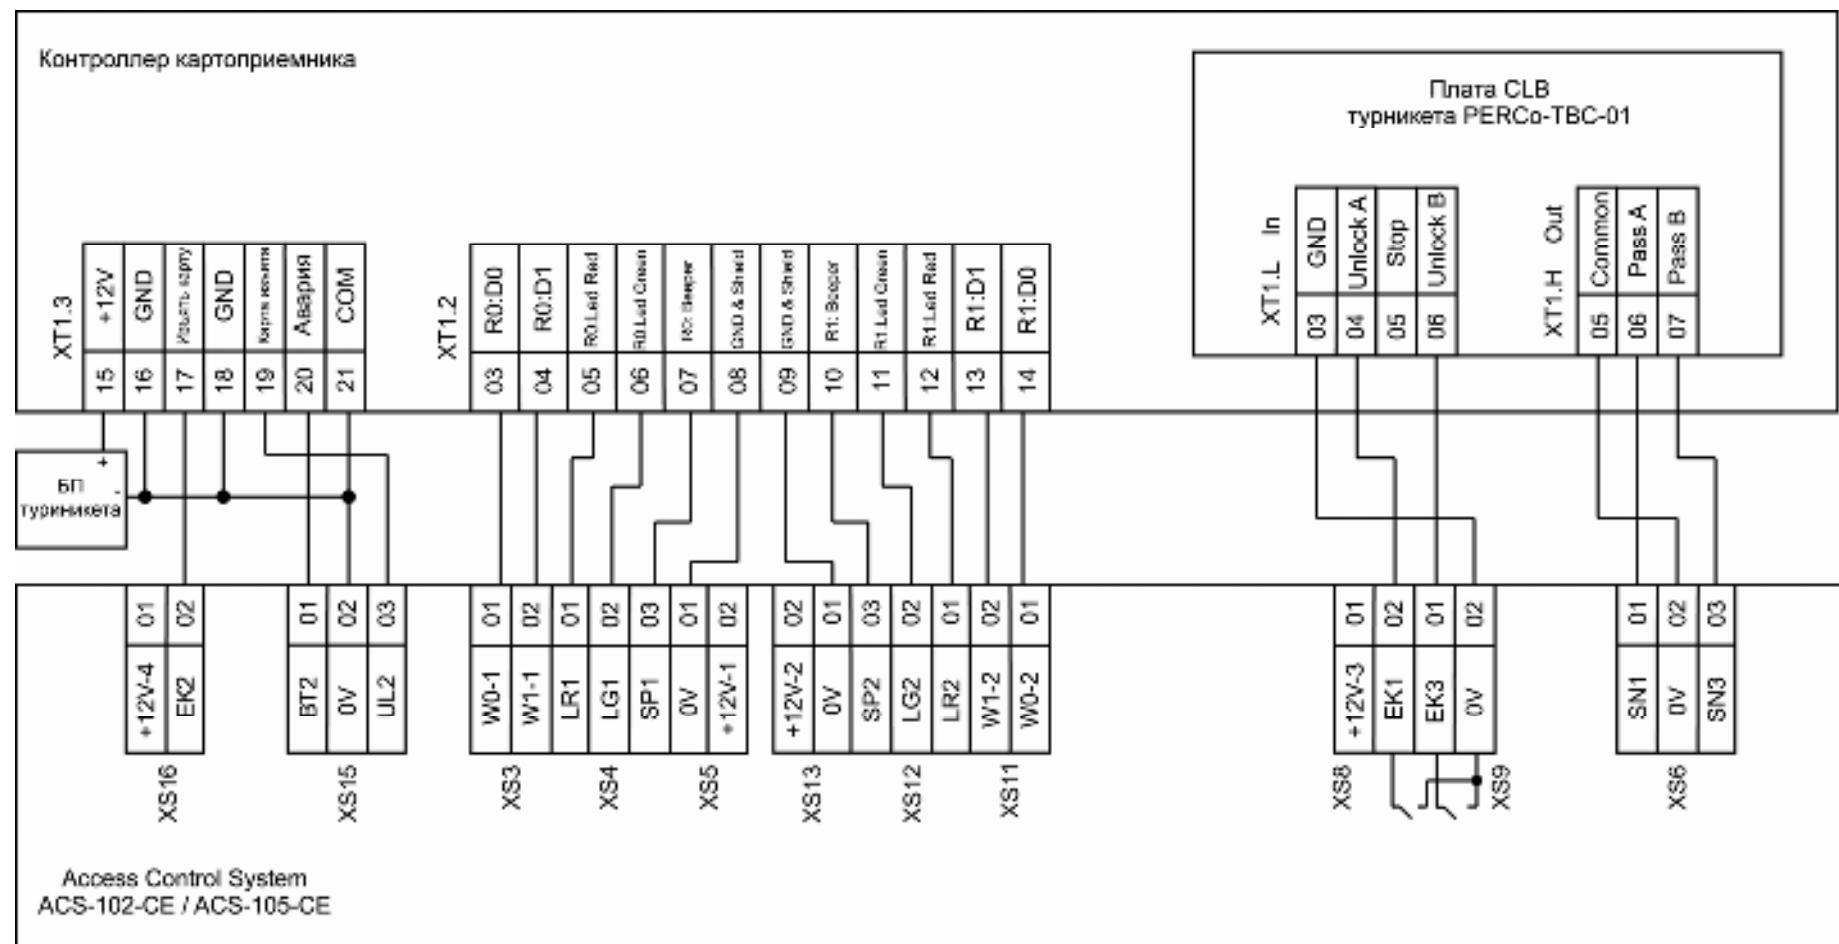 Контроллер картоприемника
Плата CLB
турникета PERCo-TBC-01
XT1.3
+12V
GND
Изъять карту
GND
Карта изъята
Авария
COM
15
16
17
18
19
20
21
XT1.2
R0:D0
R0:D1
R0:Led Red
R0:Led Green
R0: Beeper
GND & Shield
GND & Shield
R1: Beeper
R1:Led Green
R1:Led Red
R1:D1
R1:D0
03
04
05
06
07
08
09
10
11
12
13
14
XT1.L In
GND
Unlock A
Stop
Unlock B
03
04
05
06
XT1.H Out
Common
Pass A
Pass B
05
06
07
+
-
БП
туриникета
01
02
+12V-4
EK2
XS16
01
02
03
BT2
0V
UL2
XS15
01
02
01
02
03
01
02
W0-1
W1-1
LR1
LG1
SP1
0V
+12V-1
XS3
XS4
XS5
02
01
03
02
01
02
01
+12V-2
0V
SP2
LG2
LR2
W1-2
W0-2
XS13
XS12
XS11
01
02
01
02
+12V-3
EK1
EK3
0V
XS8
XS9
01
02
03
SN1
0V
SN3
XS6
Access Control System
ACS-102-CE / ACS-105-CE